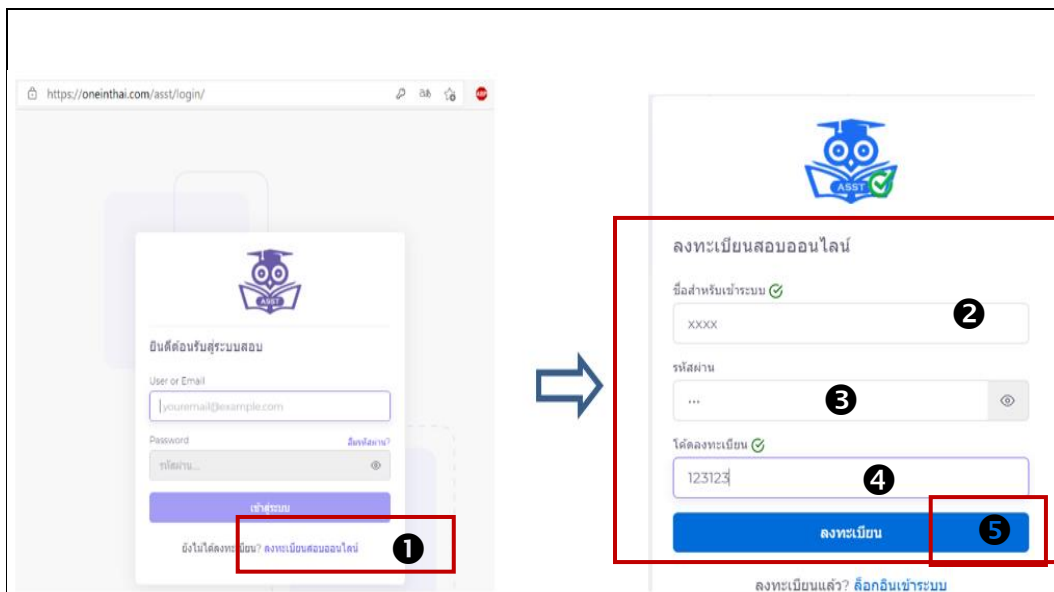 https://oneinthai.com/asst/login/
ASST
ยินดีต้อนรับสู่ระบบสอบ
User or Email
youremail@example.com
Password ลืมรหัสผ่าน?
รหัสผ่าน...
เข้าสู่ระบบ
ยังไม่ได้ลงทะเบียน? ลงทะเบียนสอบออนไลน์
❶
ASST
ลงทะเบียนสอบออนไลน์
ชื่อสำหรับเข้าระบบ
xxxx ❷
รหัสผ่าน
... ❸
โค้ดลงทะเบียน
123123 ❹
ลงทะเบียน ❺
ลงทะเบียนแล้ว? ล็อกอินเข้าระบบ